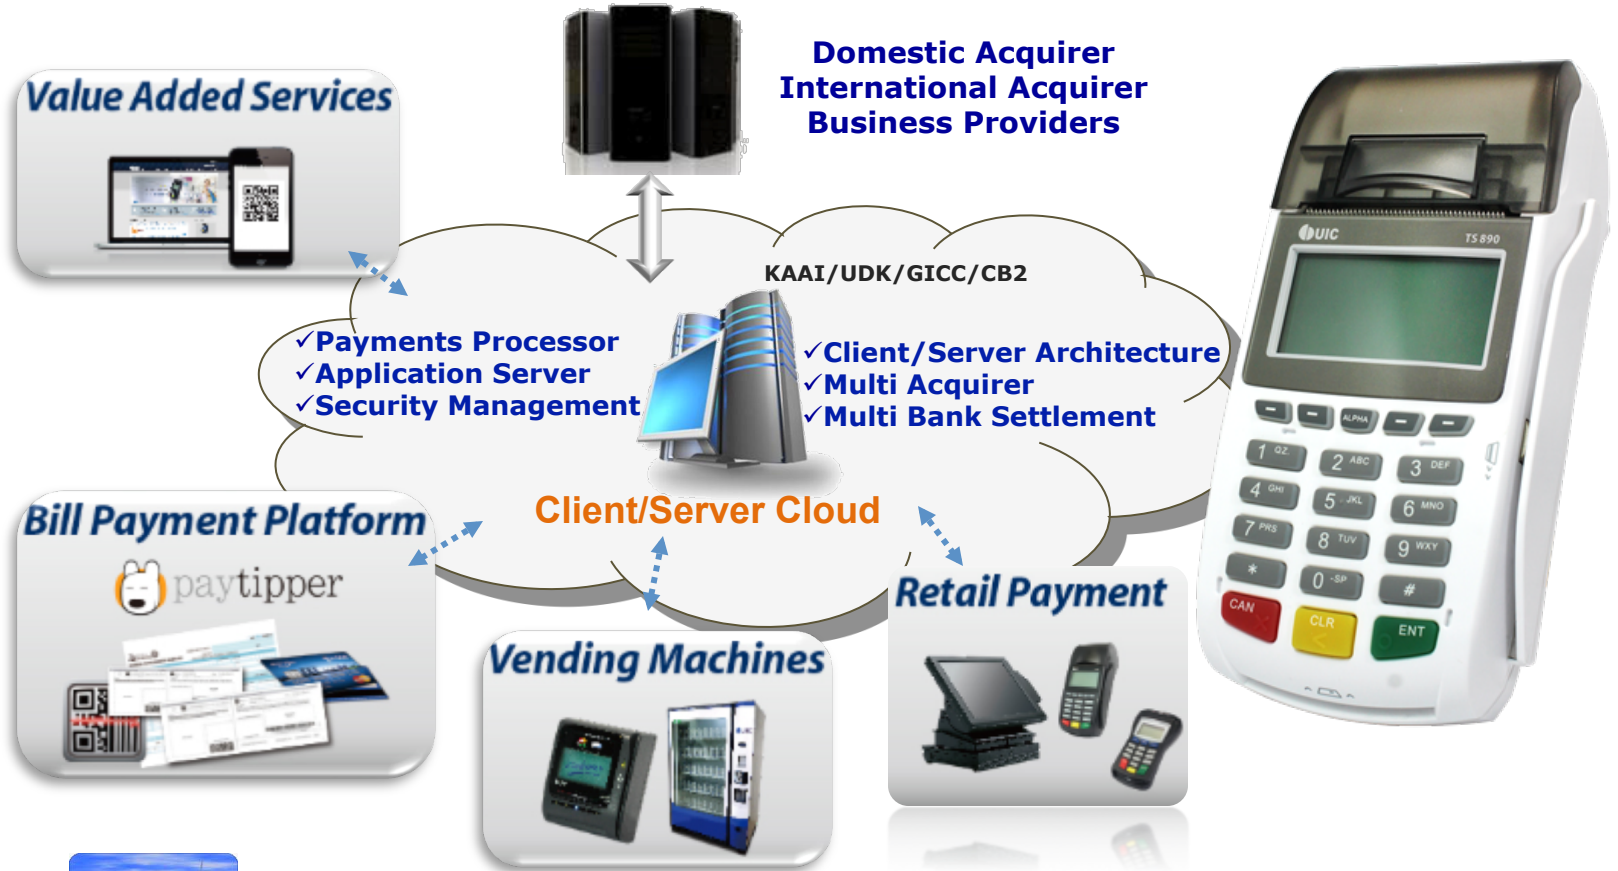 Domestic Acquirer
International Acquirer
Business Providers
Value Added Services
KAAI/UDK/GICC/CB2
✓Payments Processor
✓Application Server
✓Security Management
✓Client/Server Architecture
✓Multi Acquirer
✓Multi Bank Settlement
Client/Server Cloud
Bill Payment Platform
paytipper
Vending Machines
Retail Payment
UIC
TS 890
ALPHA
1 QZ.
2 ABC
3 DEF
4 GHI
5 JKL
6 MNO
7 PRS
8 TUV
9 WXY
*
0 -SP
#
CAN
CLR
<
ENT